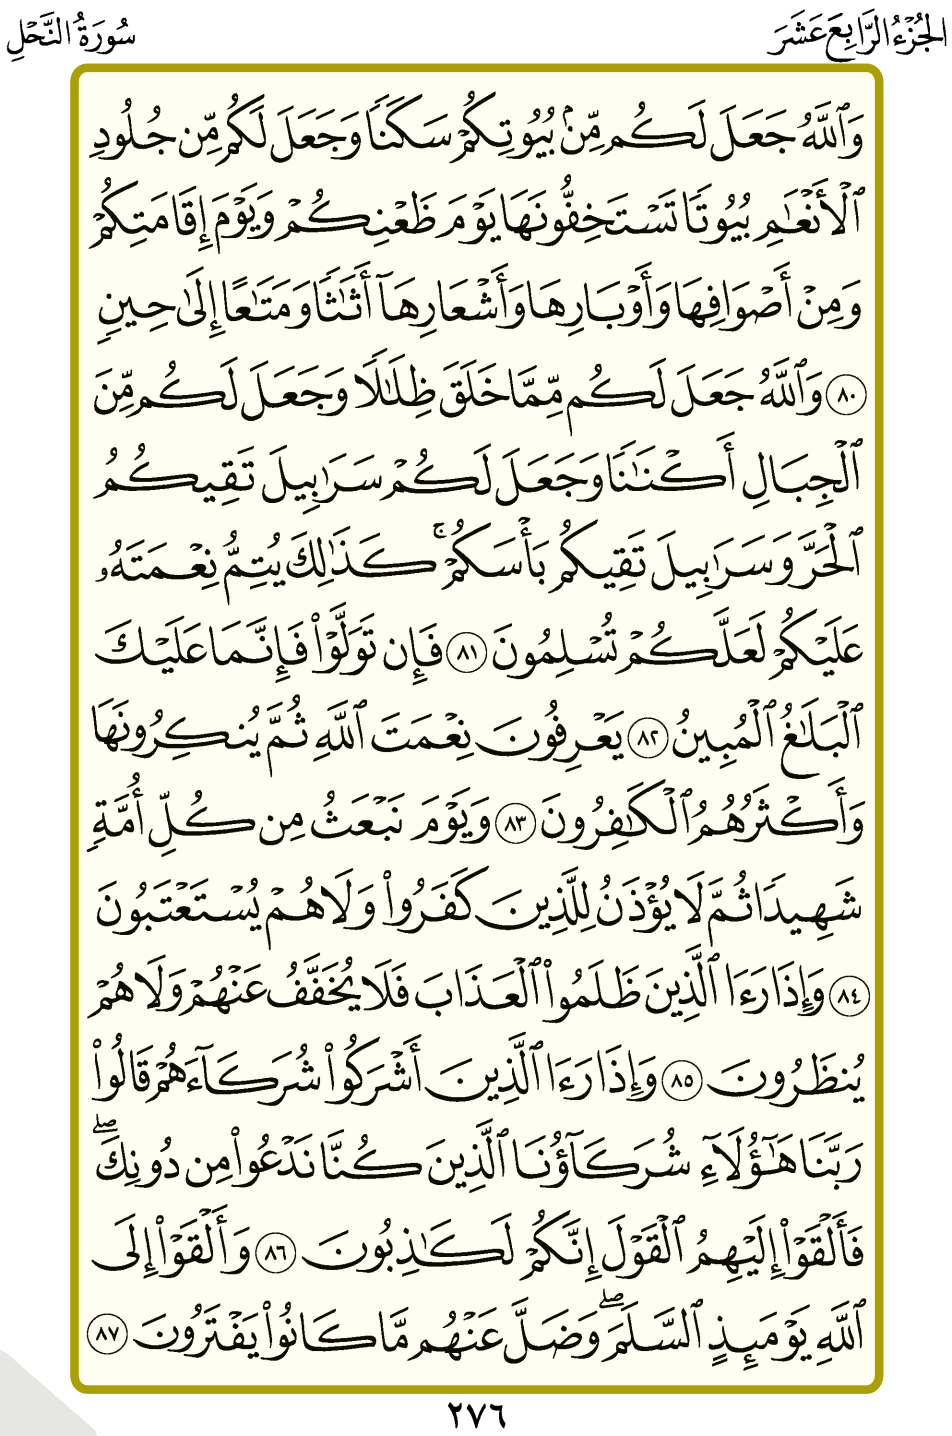 الجُزْءُ الرَّابِعَ عَشَرَ
سُورَةُ النَّحْلِ
وَٱللَّهُ جَعَلَ لَكُم مِّنۢ بُيُوتِكُمْ سَكَنًا وَجَعَلَ لَكُم مِّن جُلُودِ
ٱلْأَنْعَٰمِ بُيُوتًا تَسْتَخِفُّونَهَا يَوْمَ ظَعْنِكُمْ وَيَوْمَ إِقَامَتِكُمْ
وَمِنْ أَصْوَافِهَا وَأَوْبَارِهَا وَأَشْعَارِهَآ أَثَٰثًا وَمَتَٰعًا إِلَىٰ حِينٍ
٨٠ وَٱللَّهُ جَعَلَ لَكُم مِّمَّا خَلَقَ ظِلَٰلًا وَجَعَلَ لَكُم مِّنَ
ٱلْجِبَالِ أَكْنَٰنًا وَجَعَلَ لَكُمْ سَرَٰبِيلَ تَقِيكُمُ
ٱلْحَرَّ وَسَرَٰبِيلَ تَقِيكُم بَأْسَكُمْ ۚ كَذَٰلِكَ يُتِمُّ نِعْمَتَهُۥ
عَلَيْكُمْ لَعَلَّكُمْ تُسْلِمُونَ ٨١ فَإِن تَوَلَّوْا۟ فَإِنَّمَا عَلَيْكَ
ٱلْبَلَٰغُ ٱلْمُبِينُ ٨٢ يَعْرِفُونَ نِعْمَتَ ٱللَّهِ ثُمَّ يُنكِرُونَهَا
وَأَكْثَرُهُمُ ٱلْكَٰفِرُونَ ٨٣ وَيَوْمَ نَبْعَثُ مِن كُلِّ أُمَّةٍ
شَهِيدًا ثُمَّ لَا يُؤْذَنُ لِلَّذِينَ كَفَرُوا۟ وَلَا هُمْ يُسْتَعْتَبُونَ
٨٤ وَإِذَا رَءَا ٱلَّذِينَ ظَلَمُوا۟ ٱلْعَذَابَ فَلَا يُخَفَّفُ عَنْهُمْ وَلَا هُمْ
يُنظَرُونَ ٨٥ وَإِذَا رَءَا ٱلَّذِينَ أَشْرَكُوا۟ شُرَكَآءَهُمْ قَالُوا۟
رَبَّنَا هَٰٓؤُلَآءِ شُرَكَآؤُنَا ٱلَّذِينَ كُنَّا نَدْعُوا۟ مِن دُونِكَ ۖ
فَأَلْقَوْا۟ إِلَيْهِمُ ٱلْقَوْلَ إِنَّكُمْ لَكَٰذِبُونَ ٨٦ وَأَلْقَوْا۟ إِلَى
ٱللَّهِ يَوْمَئِذٍ ٱلسَّلَمَ ۖ وَضَلَّ عَنْهُم مَّا كَانُوا۟ يَفْتَرُونَ ٨٧
٢٧٦